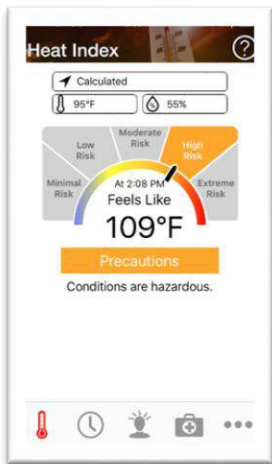 Heat Index
?
Calculated
95°F
55%
Moderate
Risk
Low
Risk
High
Risk
Minimal
Risk
Extreme
Risk
At 2:08 PM
Feels Like
109°F
Precautions
Conditions are hazardous.